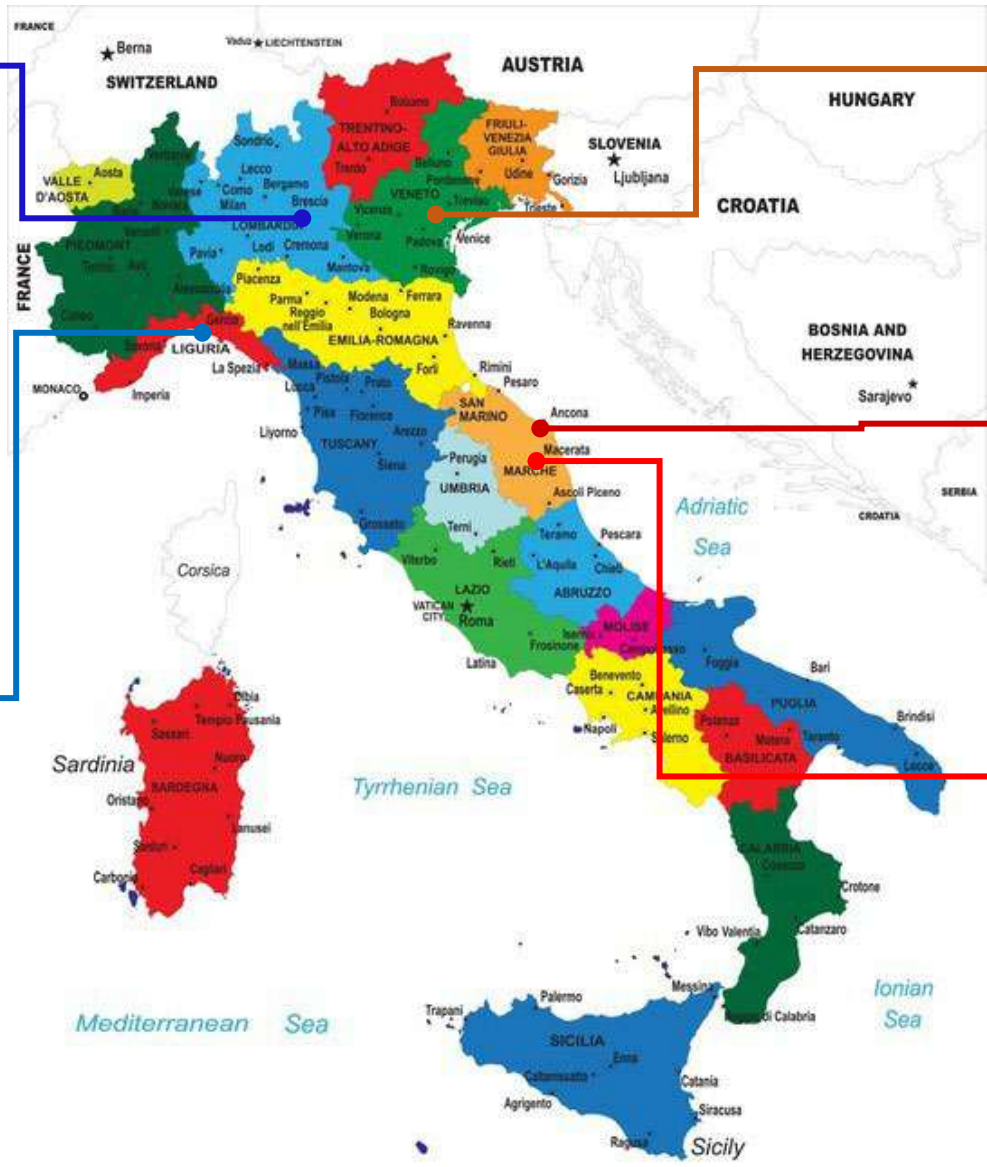 FRANCE
Berna
Vaduz LIECHTENSTEIN
AUSTRIA
SWITZERLAND
HUNGARY
Bolzano
TRENTINO-
ALTO ADIGE
Trento
FRIULI-
VENEZIA
GIULIA
Udine
SLOVENIA
Ljubljana
Gorizia
Trieste
CROATIA
VALLE
D'AOSTA
Aosta
Verbania
Novara
Vercelli
PIEDMONT
Asti
Alessandria
Cuneo
Sondrio
Lecco
Varese
Como
Bergamo
Milan
Brescia
LOMBARDY
Pavia
Lodi
Cremona
Mantova
Belluno
Pordenone
VENETO
Treviso
Vicenza
Verona
Padova
Venice
Rovigo
FRANCE
Piacenza
Parma
Reggio
nell'Emilia
Modena
Bologna
Ferrara
Ravenna
EMILIA-ROMAGNA
Forlì
Rimini
Genoa
Savona
LIGURIA
La Spezia
MONACO
Imperia
BOSNIA AND
HERZEGOVINA
Sarajevo
Massa
Pistoia
Prato
Lucca
Pisa
Florence
Liyorno
Arezzo
TUSCANY
Siena
Grosseto
Pesaro
SAN
MARINO
Ancona
Macerata
MARCHE
Ascoli Piceno
Perugia
UMBRIA
Terni
SERBIA
CROATIA
Adriatic
Sea
Corsica
Viterbo
Rieti
LAZIO
VATICAN
CITY
Roma
Latina
Frosinone
Teramo
Pescara
L'Aquila
Chieti
ABRUZZO
MOLISE
Isernia
Campobasso
Foggia
Bari
PUGLIA
Brindisi
Taranto
Lecce
Benevento
Caserta
CAMPANIA
Avellino
Napoli
Salerno
Potenza
Matera
BASILICATA
Olbia
Tempio Pausania
Sassari
Sardinia
Nuoro
SARDEGNA
Oristano
Lanusei
Sanluri
Carbonia
Cagliari
Tyrrhenian Sea
CALABRIA
Cosenza
Crotone
Catanzaro
Vibo Valentia
Reggio di Calabria
Ionian
Sea
Mediterranean Sea
Messina
Palermo
Trapani
SICILIA
Enna
Caltanissetta
Catania
Agrigento
Siracusa
Ragusa
Sicily